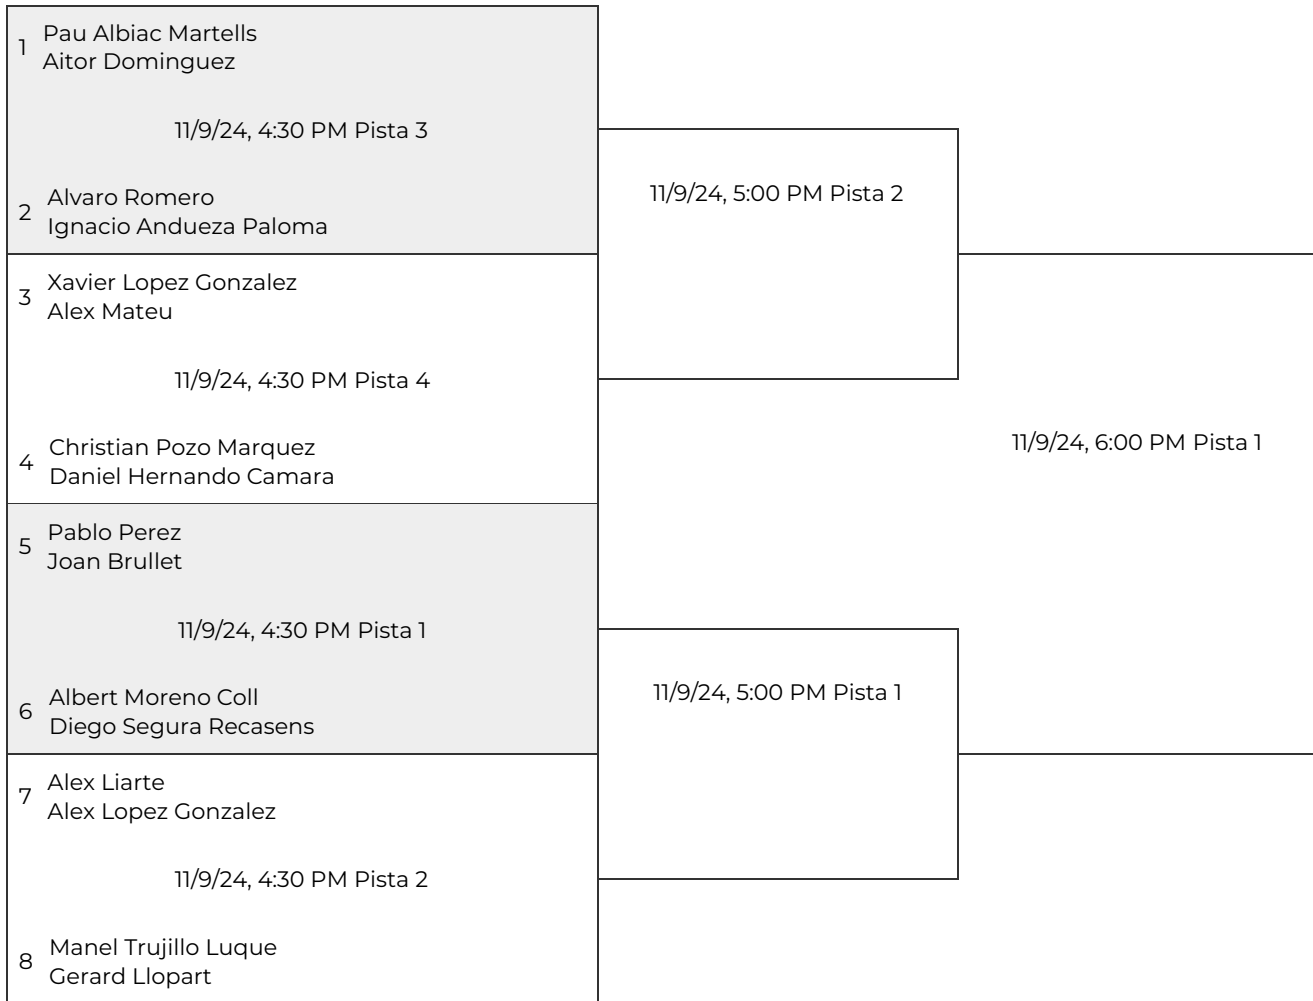 1
Pau Albiac Martells
Aitor Dominguez
11/9/24, 4:30 PM Pista 3
2
Alvaro Romero
Ignacio Andueza Paloma
3
Xavier Lopez Gonzalez
Alex Mateu
11/9/24, 4:30 PM Pista 4
4
Christian Pozo Marquez
Daniel Hernando Camara
5
Pablo Perez
Joan Brullet
11/9/24, 4:30 PM Pista 1
6
Albert Moreno Coll
Diego Segura Recasens
7
Alex Liarte
Alex Lopez Gonzalez
11/9/24, 4:30 PM Pista 2
8
Manel Trujillo Luque
Gerard Llopart
11/9/24, 5:00 PM Pista 2
11/9/24, 5:00 PM Pista 1
11/9/24, 6:00 PM Pista 1